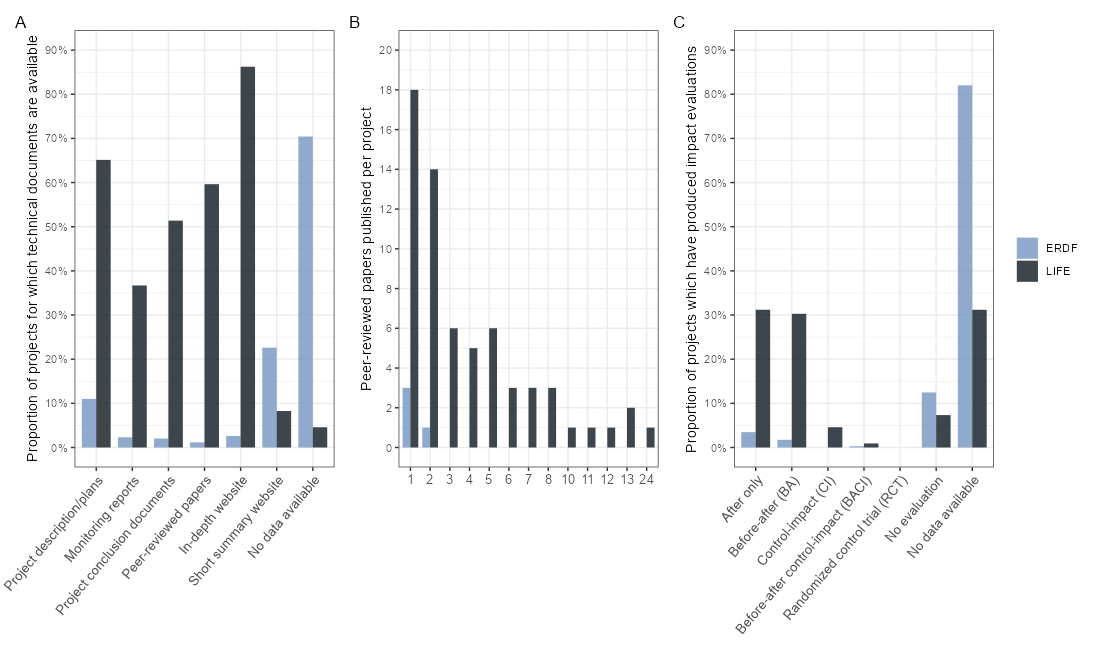 A
Proportion of projects for which technical documents are available
90%
80%
70%
60%
50%
40%
30%
20%
10%
0%
Project description/plans
Monitoring reports
Project conclusion documents
Peer-reviewed papers
In-depth website
Short summary website
No data available
B
Peer-reviewed papers published per project
20
18
16
14
12
10
8
6
4
2
0
1 2 3 4 5 6 7 8 10 11 12 13 24
C
Proportion of projects which have produced impact evaluations
90%
80%
70%
60%
50%
40%
30%
20%
10%
0%
After only
Before-after (BA)
Control-impact (CI)
Before-after control-impact (BACI)
Randomized control trial (RCT)
No evaluation
No data available
ERDF
LIFE